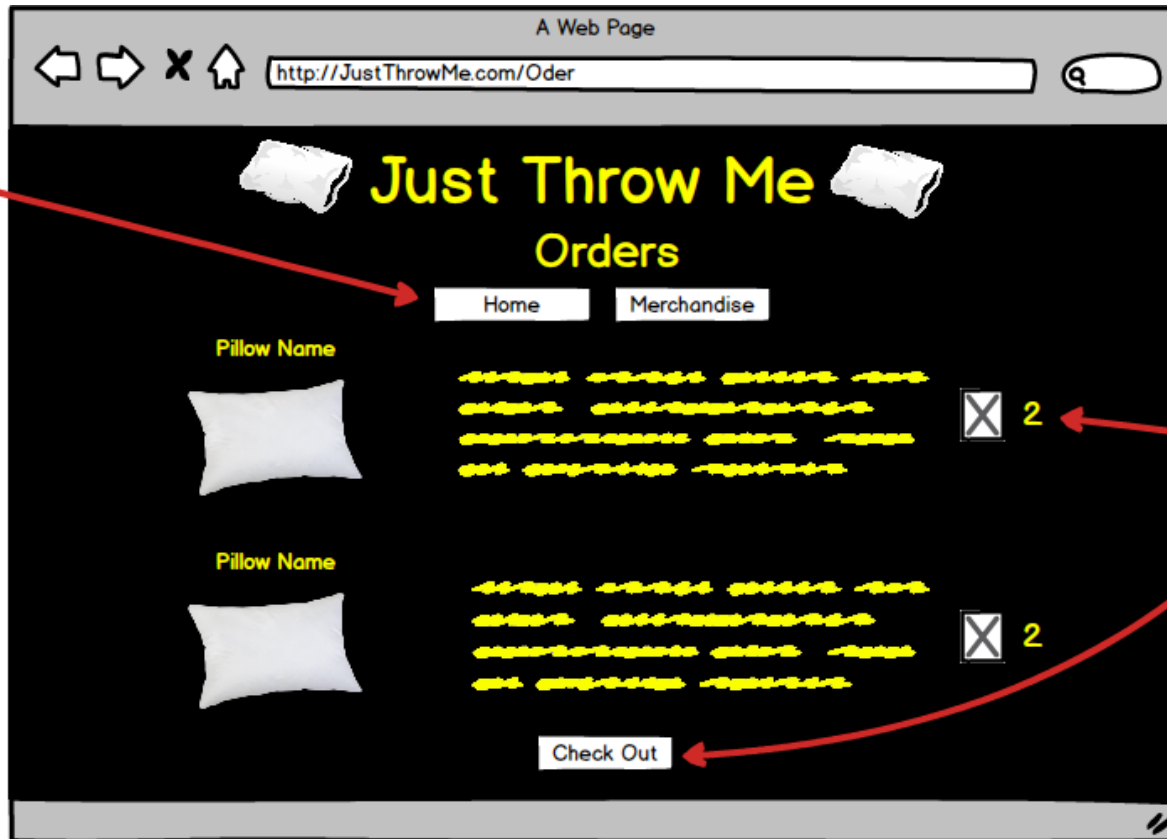 A Web Page
http://JustThrowMe.com/Oder
Just Throw Me
Orders
Home Merchandise
Pillow Name
2
Pillow Name
2
Check Out